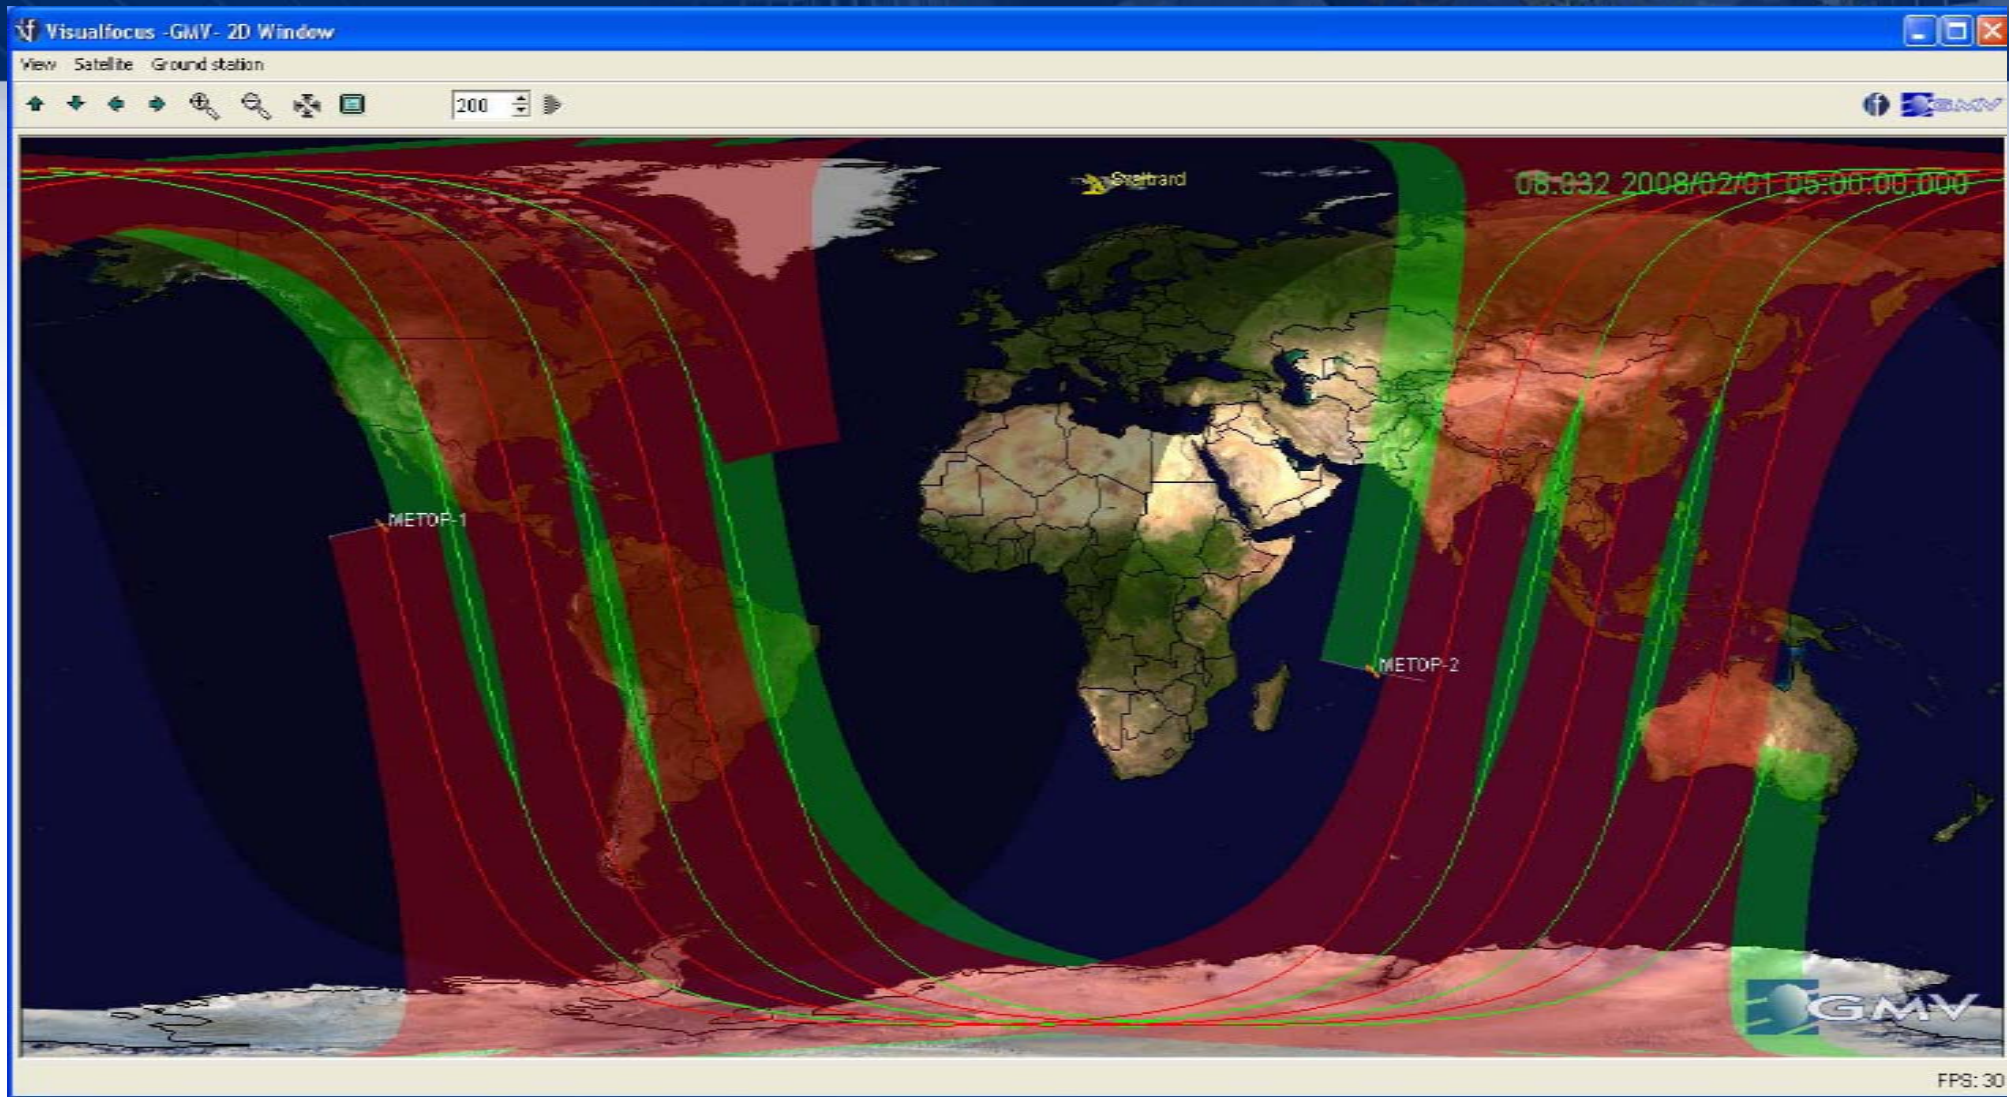 Visualfocus -GMV- 2D Window
View Satellite Ground station
200
GMV
08.032 2008/02/01 05:00:00.000
METOP-1
METOP-2
GMV
FPS: 30